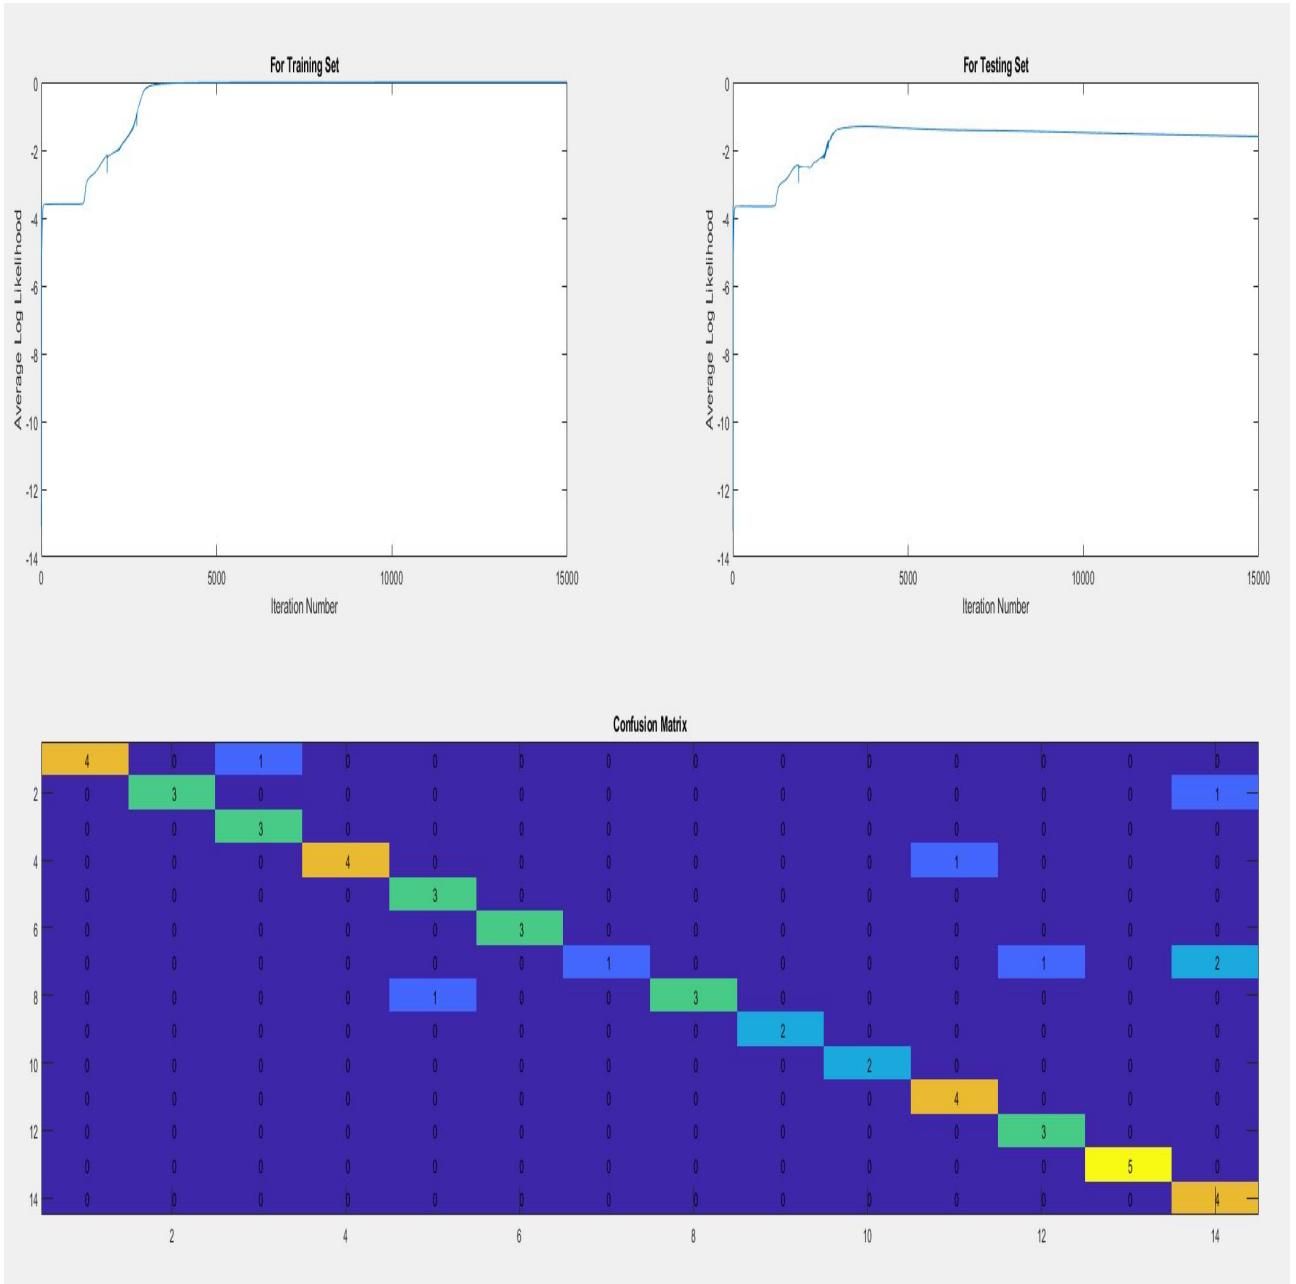 For Training Set
0
-2
-4
-6
-8
-10
-12
-14
Average Log Likelihood
0 5000 10000 15000
Iteration Number
For Testing Set
0
-2
-4
-6
-8
-10
-12
-14
Average Log Likelihood
0 5000 10000 15000
Iteration Number
Confusion Matrix
4 0 1 0 0 0 0 0 0 0 0 0 0 0
2 0 3 0 0 0 0 0 0 0 0 0 0 0 1
0 0 3 0 0 0 0 0 0 0 0 0 0 0
4 0 0 0 4 0 0 0 0 0 0 1 0 0 0
0 0 0 0 3 0 0 0 0 0 0 0 0 0
6 0 0 0 0 0 3 0 0 0 0 0 0 0 0
0 0 0 0 0 0 1 0 0 0 0 1 0 2
8 0 0 0 0 1 0 0 3 0 0 0 0 0 0
0 0 0 0 0 0 0 0 2 0 0 0 0 0
10 0 0 0 0 0 0 0 0 0 2 0 0 0 0
0 0 0 0 0 0 0 0 0 0 4 0 0 0
12 0 0 0 0 0 0 0 0 0 0 0 3 0 0
0 0 0 0 0 0 0 0 0 0 0 0 5 0
14 0 0 0 0 0 0 0 0 0 0 0 0 0 4
2 4 6 8 10 12 14